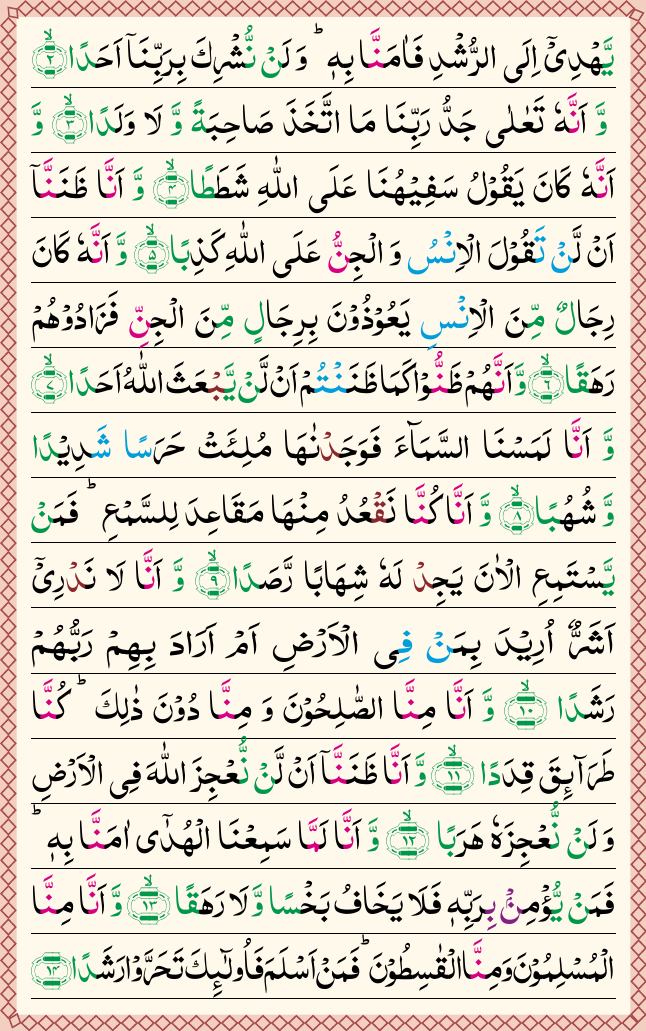 يَّهْدِىْٓ اِلَى الرُّشْدِ فَاٰمَنَّا بِهٖ ؕ وَ لَنْ نُّشْرِكَ بِرَبِّنَاۤ اَحَدًا ۙ‏﴿۲﴾
وَّ اَنَّهٗ تَعٰلٰى جَدُّ رَبِّنَا مَا اتَّخَذَ صَاحِبَةً وَّ لَا وَلَدًا ۙ‏﴿۳﴾ وَّ
اَنَّهٗ كَانَ يَقُوْلُ سَفِيْهُنَا عَلَى اللّٰهِ شَطَطًا ۙ‏﴿۴﴾ وَّ اَنَّا ظَنَنَّاۤ
اَنْ لَّنْ تَقُوْلَ الْاِنْسُ وَ الْجِنُّ عَلَى اللّٰهِ كَذِبًا ۙ‏﴿۵﴾ وَّ اَنَّهٗ كَانَ
رِجَالٌ مِّنَ الْاِنْسِ يَعُوْذُوْنَ بِرِجَالٍ مِّنَ الْجِنِّ فَزَادُوْهُمْ
رَهَقًا ۙ‏﴿۶﴾ وَّ اَنَّهُمْ ظَنُّوْا كَمَا ظَنَنْتُمْ اَنْ لَّنْ يَّبْعَثَ اللّٰهُ اَحَدًا ۙ‏﴿۷﴾
وَّ اَنَّا لَمَسْنَا السَّمَآءَ فَوَجَدْنٰهَا مُلِئَتْ حَرَسًا شَدِيْدًا
وَّ شُهُبًا ۙ‏﴿۸﴾ وَّ اَنَّا كُنَّا نَقْعُدُ مِنْهَا مَقَاعِدَ لِلسَّمْعِ ؕ فَمَنْ
يَّسْتَمِعِ الْاٰنَ يَجِدْ لَهٗ شِهَابًا رَّصَدًا ۙ‏﴿۹﴾ وَّ اَنَّا لَا نَدْرِىْٓ
اَشَرٌّ اُرِيْدَ بِمَنْ فِى الْاَرْضِ اَمْ اَرَادَ بِهِمْ رَبُّهُمْ
رَشَدًا ۙ‏﴿۱۰﴾ وَّ اَنَّا مِنَّا الصّٰلِحُوْنَ وَ مِنَّا دُوْنَ ذٰلِكَ ؕ كُنَّا
طَرَآئِقَ قِدَدًا ۙ‏﴿۱۱﴾ وَّ اَنَّا ظَنَنَّاۤ اَنْ لَّنْ نُّعْجِزَ اللّٰهَ فِى الْاَرْضِ
وَ لَنْ نُّعْجِزَهٗ هَرَبًا ۙ‏﴿۱۲﴾ وَّ اَنَّا لَمَّا سَمِعْنَا الْهُدٰٓى اٰمَنَّا بِهٖ ؕ
فَمَنْ يُّؤْمِنْۢ بِرَبِّهٖ فَلَا يَخَافُ بَخْسًا وَّ لَا رَهَقًا ۙ‏﴿۱۳﴾ وَّ اَنَّا مِنَّا
الْمُسْلِمُوْنَ وَ مِنَّا الْقٰسِطُوْنَ ؕ فَمَنْ اَسْلَمَ فَاُولٰٓئِكَ تَحَرَّوْا رَشَدًا ‏﴿۱۴﴾